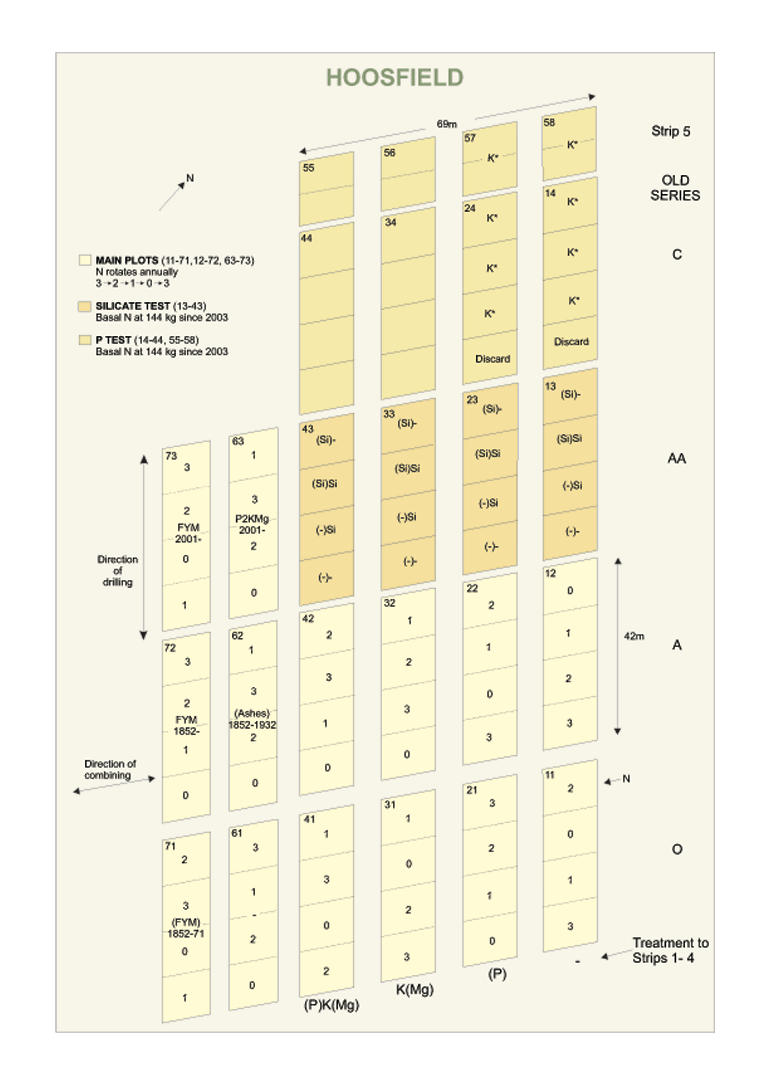 HOOSFIELD
69m
58
Strip 5
57
K*
K*
56
55
N
OLD
SERIES
14
K*
24
K*
34
44
C
K*
K*
K*
K*
Discard
Discard
MAIN PLOTS (11-71,12-72, 63-73)
N rotates annually
3→2→1→0→3
SILICATE TEST (13-43)
Basal N at 144 kg since 2003
P TEST (14-44, 55-58)
Basal N at 144 kg since 2003
73
3
2
FYM
2001-
0
1
63
1
3
P2KMg
2001-
2
0
43
(Si)-
(Si)Si
(-)Si
(-)-
33
(Si)-
(Si)Si
(-)Si
(-)-
23
(Si)-
(Si)Si
(-)Si
(-)-
13
(Si)-
(Si)Si
(-)Si
(-)-
AA
Direction
of
drilling
72
3
2
FYM
1852-
1
0
62
1
3
(Ashes)
1852-1932
2
0
42
2
3
1
0
32
1
2
3
0
22
2
1
0
3
12
0
1
2
3
42m
A
Direction of
combining
71
2
3
(FYM)
1852-71
0
1
61
3
1
-
2
0
41
1
3
0
2
31
1
0
2
3
21
3
2
1
0
11
2
0
1
3
N
O
(P)K(Mg)
K(Mg)
(P)
-
Treatment to
Strips 1- 4